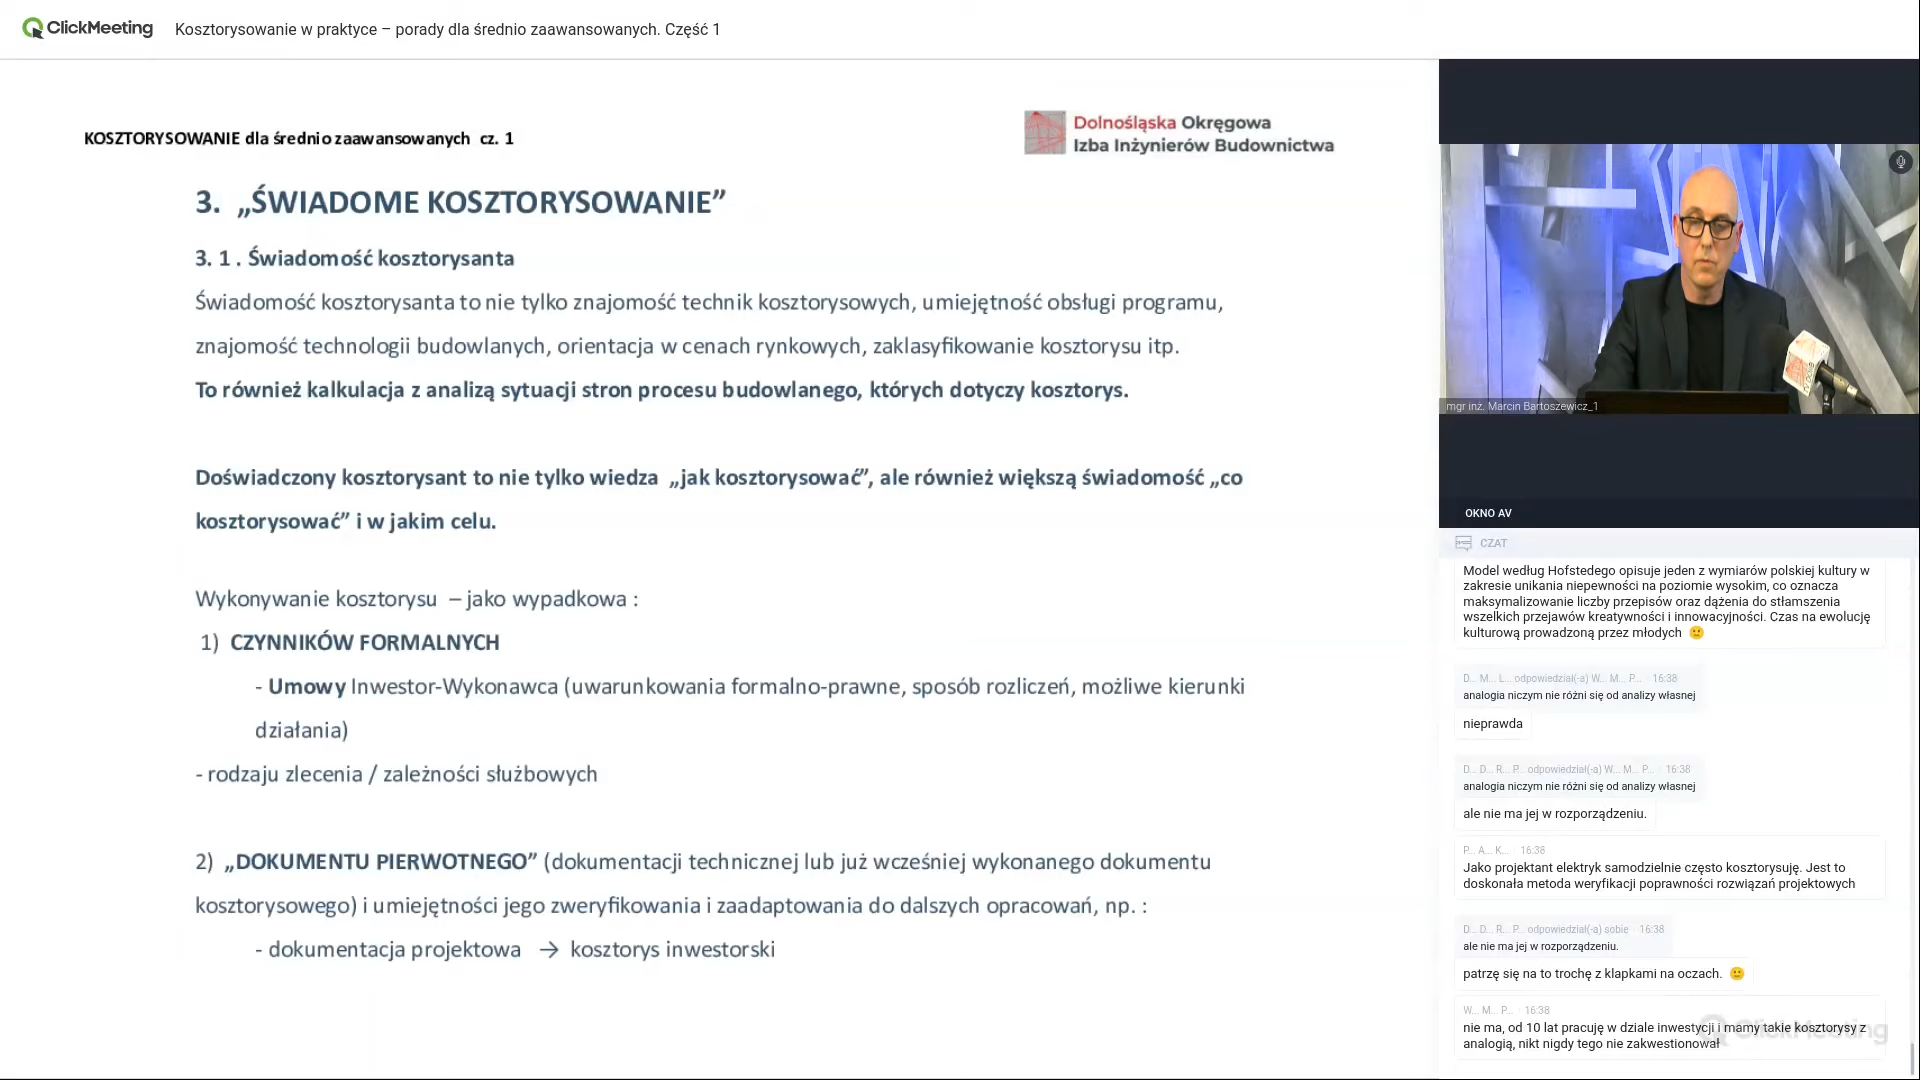 ClickMeeting
Kosztorysowanie w praktyce – porady dla średnio zaawansowanych. Część 1
KOSZTORYSOWANIE dla średnio zaawansowanych cz. 1
Dolnośląska Okręgowa
Izba Inżynierów Budownictwa
3. „ŚWIADOME KOSZTORYSOWANIE”
3. 1 . Świadomość kosztorysanta
Świadomość kosztorysanta to nie tylko znajomość technik kosztorysowych, umiejętność obsługi programu,
znajomość technologii budowlanych, orientacja w cenach rynkowych, zaklasyfikowanie kosztorysu itp.
To również kalkulacja z analizą sytuacji stron procesu budowlanego, których dotyczy kosztorys.
Doświadczony kosztorysant to nie tylko wiedza „jak kosztorysować”, ale również większą świadomość „co
kosztorysować” i w jakim celu.
Wykonywanie kosztorysu – jako wypadkowa :
1) CZYNNIKÓW FORMALNYCH
- Umowy Inwestor-Wykonawca (uwarunkowania formalno-prawne, sposób rozliczeń, możliwe kierunki
działania)
- rodzaju zlecenia / zależności służbowych
2) „DOKUMENTU PIERWOTNEGO” (dokumentacji technicznej lub już wcześniej wykonanego dokumentu
kosztorysowego) i umiejętności jego zweryfikowania i zaadaptowania do dalszych opracowań, np. :
- dokumentacja projektowa → kosztorys inwestorski
mgr inż. Marcin Bartoszewicz_1
OKNO AV
CZAT
Model według Hofstedego opisuje jeden z wymiarów polskiej kultury w
zakresie unikania niepewności na poziomie wysokim, co oznacza
maksymalizowanie liczby przepisów oraz dążenia do stłamszenia
wszelkich przejawów kreatywności i innowacyjności. Czas na ewolucję
kulturową prowadzoną przez młodych 🙂
D... M... L... odpowiedział(-a) W... M... P... · 16:38
analogia niczym nie różni się od analizy własnej
nieprawda
D... D... R... P... odpowiedział(-a) W... M... P... · 16:38
analogia niczym nie różni się od analizy własnej
ale nie ma jej w rozporządzeniu.
P... A... K... · 16:38
Jako projektant elektryk samodzielnie często kosztorysuję. Jest to
doskonała metoda weryfikacji poprawności rozwiązań projektowych
D... D... R... P... odpowiedział(-a) sobie · 16:38
ale nie ma jej w rozporządzeniu.
patrzę się na to trochę z klapkami na oczach. 🙂
W... M... P... · 16:38
nie ma, od 10 lat pracuję w dziale inwestycji i mamy takie kosztorysy z
analogią, nikt nigdy tego nie zakwestionował
ClickMeeting